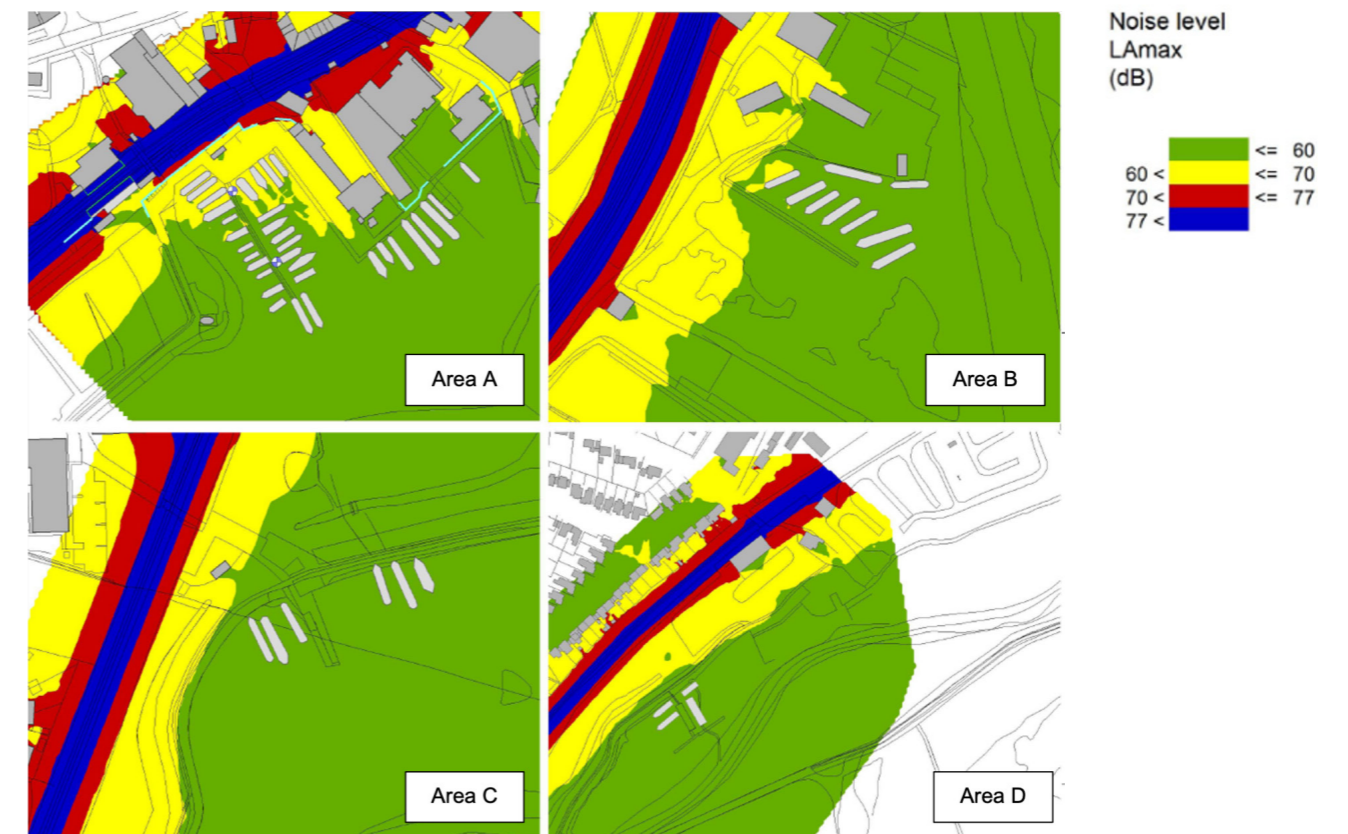 Noise level
LAmax
(dB)
<= 60
60 < <= 70
70 < <= 77
77 <
Area A
Area B
Area C
Area D